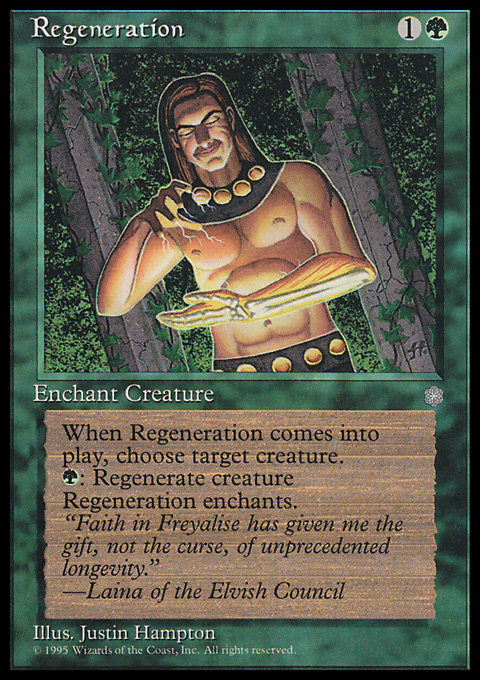 Regeneration 1
Enchant Creature
When Regeneration comes into
play, choose target creature.
: Regenerate creature
Regeneration enchants.
“Faith in Freyalise has given me the
gift, not the curse, of unprecedented
longevity.”
—Laina of the Elvish Council
Illus. Justin Hampton
© 1995 Wizards of the Coast, Inc. All rights reserved.